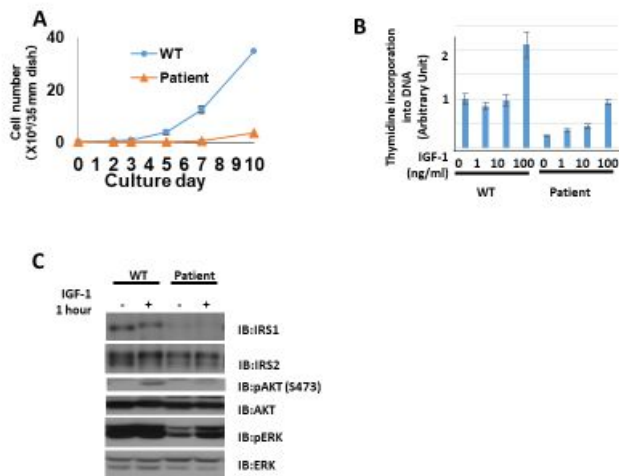 A
Cell number
(X10⁴/35 mm dish)
60
40
20
0
WT
Patient
0 1 2 3 4 5 6 7 8 9 10
Culture day
B
Thymidine incorporation
into DNA
(Arbitrary Unit)
2
1
IGF-1
(ng/ml)
0 1 10 100 0 1 10 100
WT Patient
C
WT Patient
IGF-1 - + - +
1 hour
IB:IRS1
IB:IRS2
IB:pAKT (S473)
IB:AKT
IB:pERK
IB:ERK